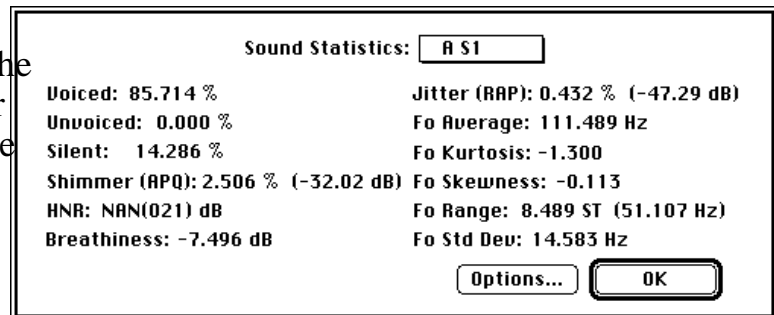 Sound Statistics: A S1
he
r
e
Voiced: 85.714 %
Unvoiced: 0.000 %
Silent: 14.286 %
Shimmer (APQ): 2.506 % (-32.02 dB)
HNR: NAN(021) dB
Breathiness: -7.496 dB
Jitter (RAP): 0.432 % (-47.29 dB)
Fo Average: 111.489 Hz
Fo Kurtosis: -1.300
Fo Skewness: -0.113
Fo Range: 8.489 ST (51.107 Hz)
Fo Std Dev: 14.583 Hz
Options... OK